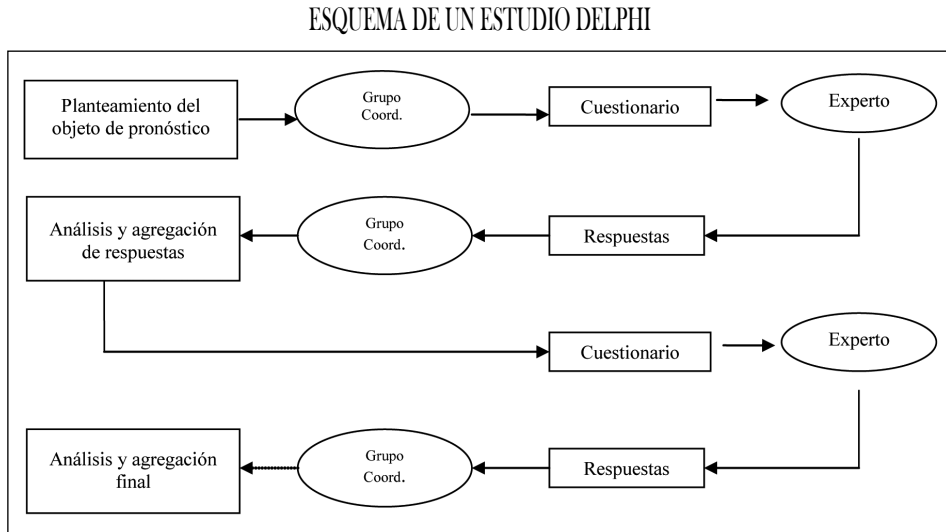 ESQUEMA DE UN ESTUDIO DELPHI
Planteamiento del
objeto de pronóstico
Grupo
Coord.
Cuestionario
Experto
Análisis y agregación
de respuestas
Grupo
Coord.
Respuestas
Cuestionario
Experto
Análisis y agregación
final
Grupo
Coord.
Respuestas